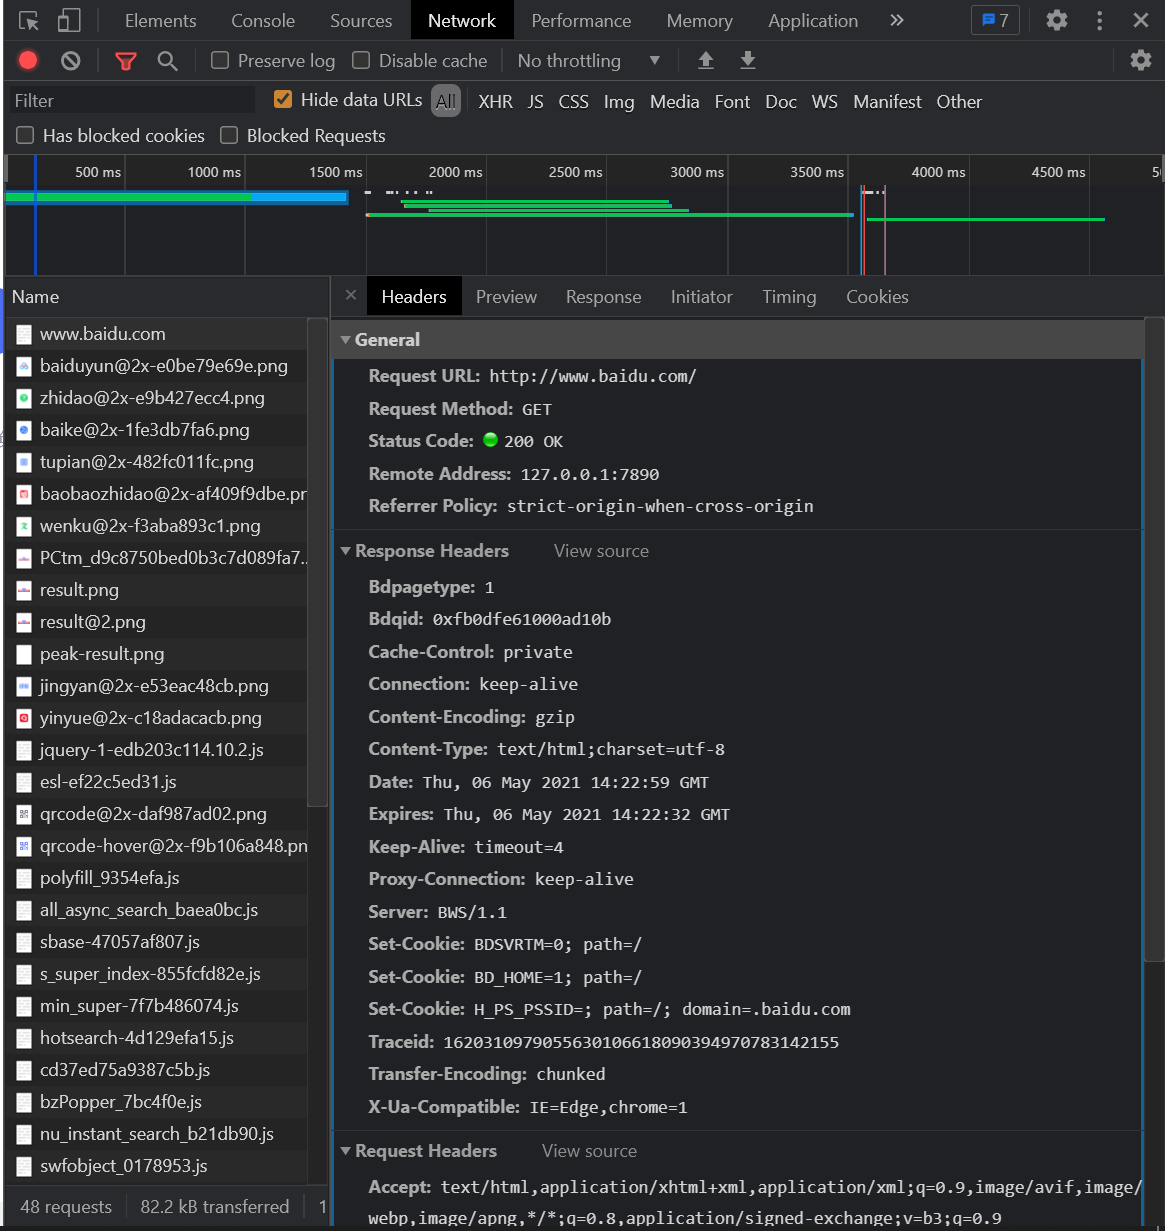 Elements Console Sources Network Performance Memory Application » 7
Preserve log Disable cache No throttling
Filter Hide data URLs All XHR JS CSS Img Media Font Doc WS Manifest Other
Has blocked cookies Blocked Requests
500 ms 1000 ms 1500 ms 2000 ms 2500 ms 3000 ms 3500 ms 4000 ms 4500 ms
Name
www.baidu.com
baiduyun@2x-e0be79e69e.png
zhidao@2x-e9b427ecc4.png
baike@2x-1fe3db7fa6.png
tupian@2x-482fc011fc.png
baobaozhidao@2x-af409f9dbe.pr
wenku@2x-f3aba893c1.png
PCtm_d9c8750bed0b3c7d089fa7..
result.png
result@2.png
peak-result.png
jingyan@2x-e53eac48cb.png
yinyue@2x-c18adacacb.png
jquery-1-edb203c114.10.2.js
esl-ef22c5ed31.js
qrcode@2x-daf987ad02.png
qrcode-hover@2x-f9b106a848.pn
polyfill_9354efa.js
all_async_search_baea0bc.js
sbase-47057af807.js
s_super_index-855fcfd82e.js
min_super-7f7b486074.js
hotsearch-4d129efa15.js
cd37ed75a9387c5b.js
bzPopper_7bc4f0e.js
nu_instant_search_b21db90.js
swfobject_0178953.js
48 requests 82.2 kB transferred 1
Headers Preview Response Initiator Timing Cookies
General
Request URL: http://www.baidu.com/
Request Method: GET
Status Code: 200 OK
Remote Address: 127.0.0.1:7890
Referrer Policy: strict-origin-when-cross-origin
Response Headers View source
Bdpagetype: 1
Bdqid: 0xfb0dfe61000ad10b
Cache-Control: private
Connection: keep-alive
Content-Encoding: gzip
Content-Type: text/html;charset=utf-8
Date: Thu, 06 May 2021 14:22:59 GMT
Expires: Thu, 06 May 2021 14:22:32 GMT
Keep-Alive: timeout=4
Proxy-Connection: keep-alive
Server: BWS/1.1
Set-Cookie: BDSVRTM=0; path=/
Set-Cookie: BD_HOME=1; path=/
Set-Cookie: H_PS_PSSID=; path=/; domain=.baidu.com
Traceid: 1620310979055630106618090394970783142155
Transfer-Encoding: chunked
X-Ua-Compatible: IE=Edge,chrome=1
Request Headers View source
Accept: text/html,application/xhtml+xml,application/xml;q=0.9,image/avif,image/
webp,image/apng,*/*;q=0.8,application/signed-exchange;v=b3;q=0.9